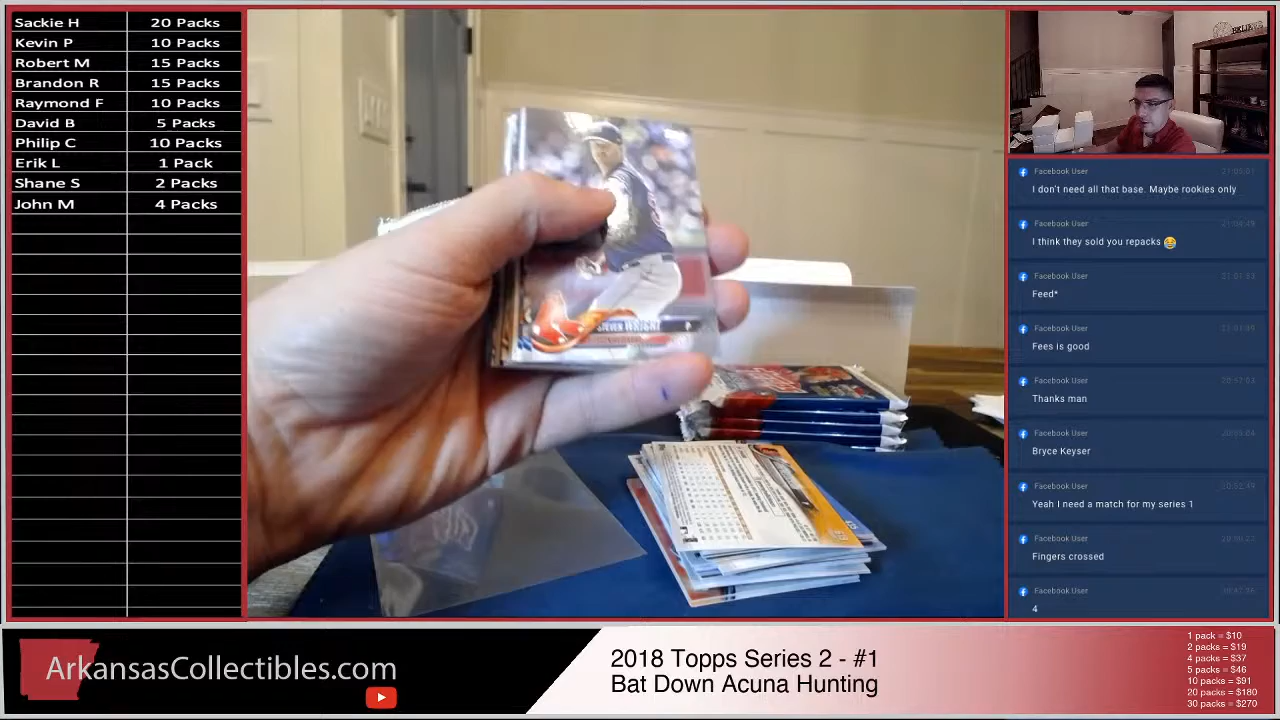 Sackie H 20 Packs
Kevin P 10 Packs
Robert M 15 Packs
Brandon R 15 Packs
Raymond F 10 Packs
David B 5 Packs
Philip C 10 Packs
Erik L 1 Pack
Shane S 2 Packs
John M 4 Packs
BELIEVE
Facebook User
I don't need all that base. Maybe rookies only
Facebook User
I think they sold you repacks 😂
Facebook User
Feed*
Facebook User
Fees is good
Facebook User
Thanks man
Facebook User
Bryce Keyser
Facebook User
Yeah I need a match for my series 1
Facebook User
Fingers crossed
Facebook User
4
ArkansasCollectibles.com
2018 Topps Series 2 - #1
Bat Down Acuna Hunting
1 pack = $10
2 packs = $19
4 packs = $37
5 packs = $46
10 packs = $91
20 packs = $180
30 packs = $270